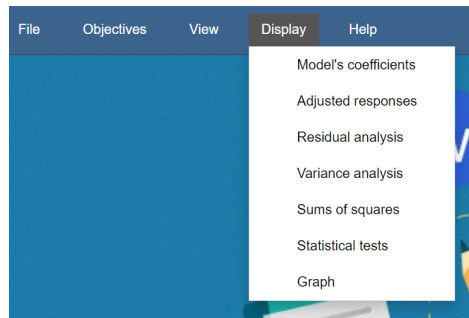 File Objectives View Display Help
Model's coefficients
Adjusted responses
Residual analysis
Variance analysis
Sums of squares
Statistical tests
Graph